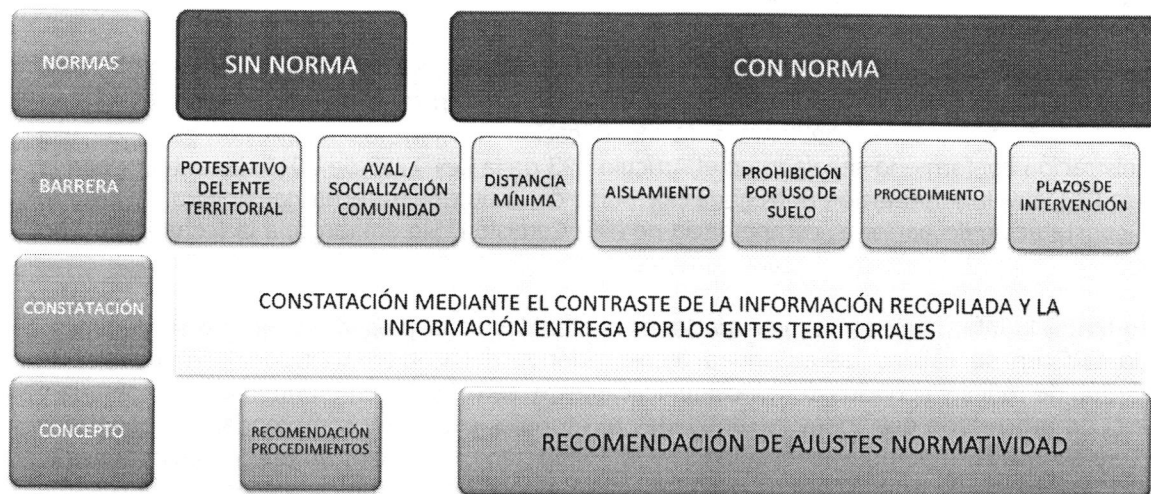 NORMAS
SIN NORMA
CON NORMA
BARRERA
POTESTATIVO
DEL ENTE
TERRITORIAL
AVAL /
SOCIALIZACIÓN
COMUNIDAD
DISTANCIA
MÍNIMA
AISLAMIENTO
PROHIBICIÓN
POR USO DE
SUELO
PROCEDIMIENTO
PLAZOS DE
INTERVENCIÓN
CONSTATACIÓN
CONSTATACIÓN MEDIANTE EL CONTRASTE DE LA INFORMACIÓN RECOPILADA Y LA
INFORMACIÓN ENTREGA POR LOS ENTES TERRITORIALES
CONCEPTO
RECOMENDACIÓN
PROCEDIMIENTOS
RECOMENDACIÓN DE AJUSTES NORMATIVIDAD